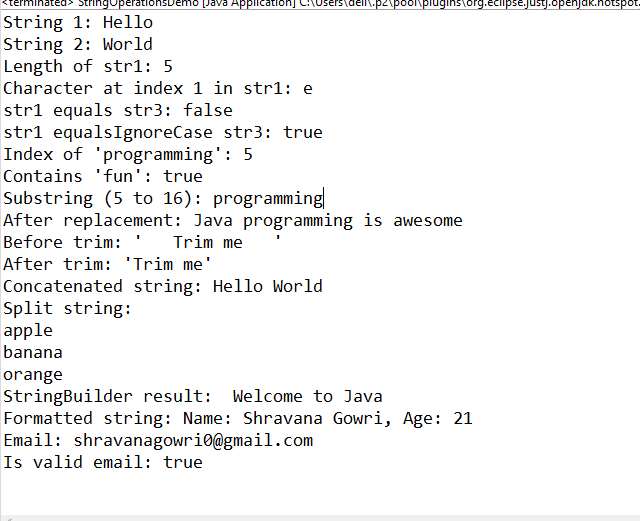 <terminated> StringOperationsDemo [Java Application] C:\Users\dell\.p2\pool\plugins\org.eclipse.justj.openjdk.hotspot.
String 1: Hello
String 2: World
Length of str1: 5
Character at index 1 in str1: e
str1 equals str3: false
str1 equalsIgnoreCase str3: true
Index of 'programming': 5
Contains 'fun': true
Substring (5 to 16): programming
After replacement: Java programming is awesome
Before trim: '   Trim me   '
After trim: 'Trim me'
Concatenated string: Hello World
Split string:
apple
banana
orange
StringBuilder result:  Welcome to Java
Formatted string: Name: Shravana Gowri, Age: 21
Email: shravanagowri0@gmail.com
Is valid email: true